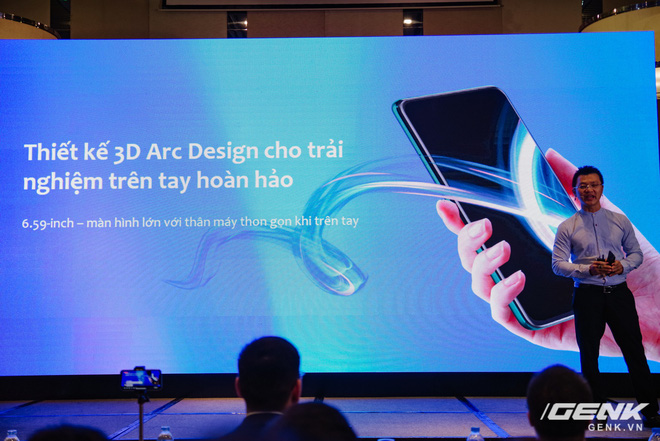 Thiết kế 3D Arc Design cho trải
nghiệm trên tay hoàn hảo
6.59-inch – màn hình lớn với thân máy thon gọn khi trên tay
GENK
GENK.VN